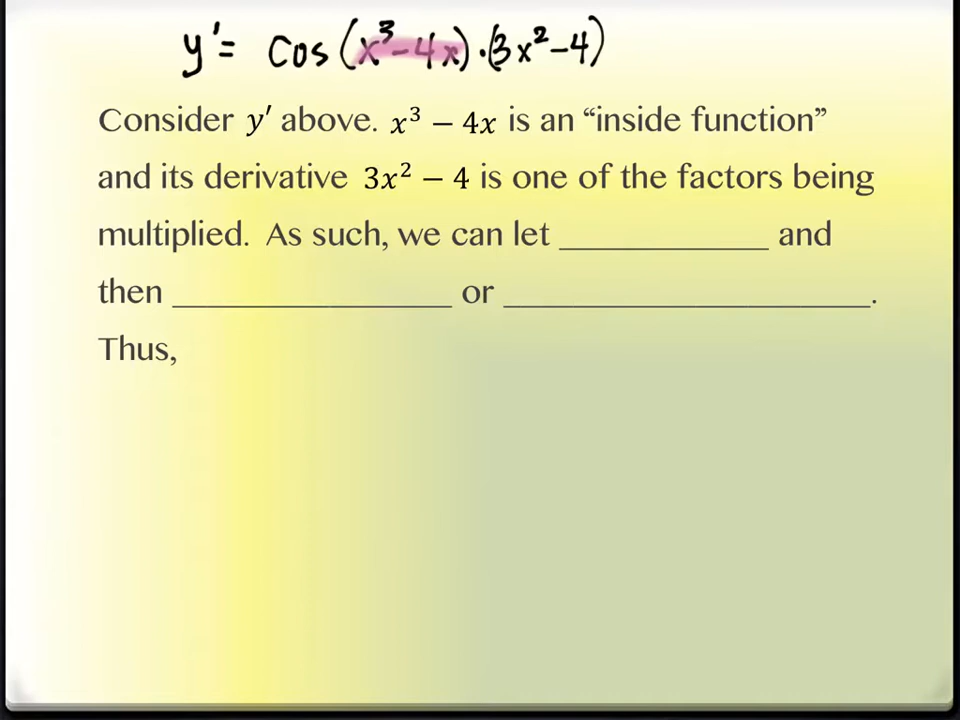 y'= cos(x³-4x)·(3x²-4)
Consider y′ above. x³ − 4x is an “inside function”
and its derivative 3x² − 4 is one of the factors being
multiplied. As such, we can let ____________ and
then ________________ or _____________________.
Thus,